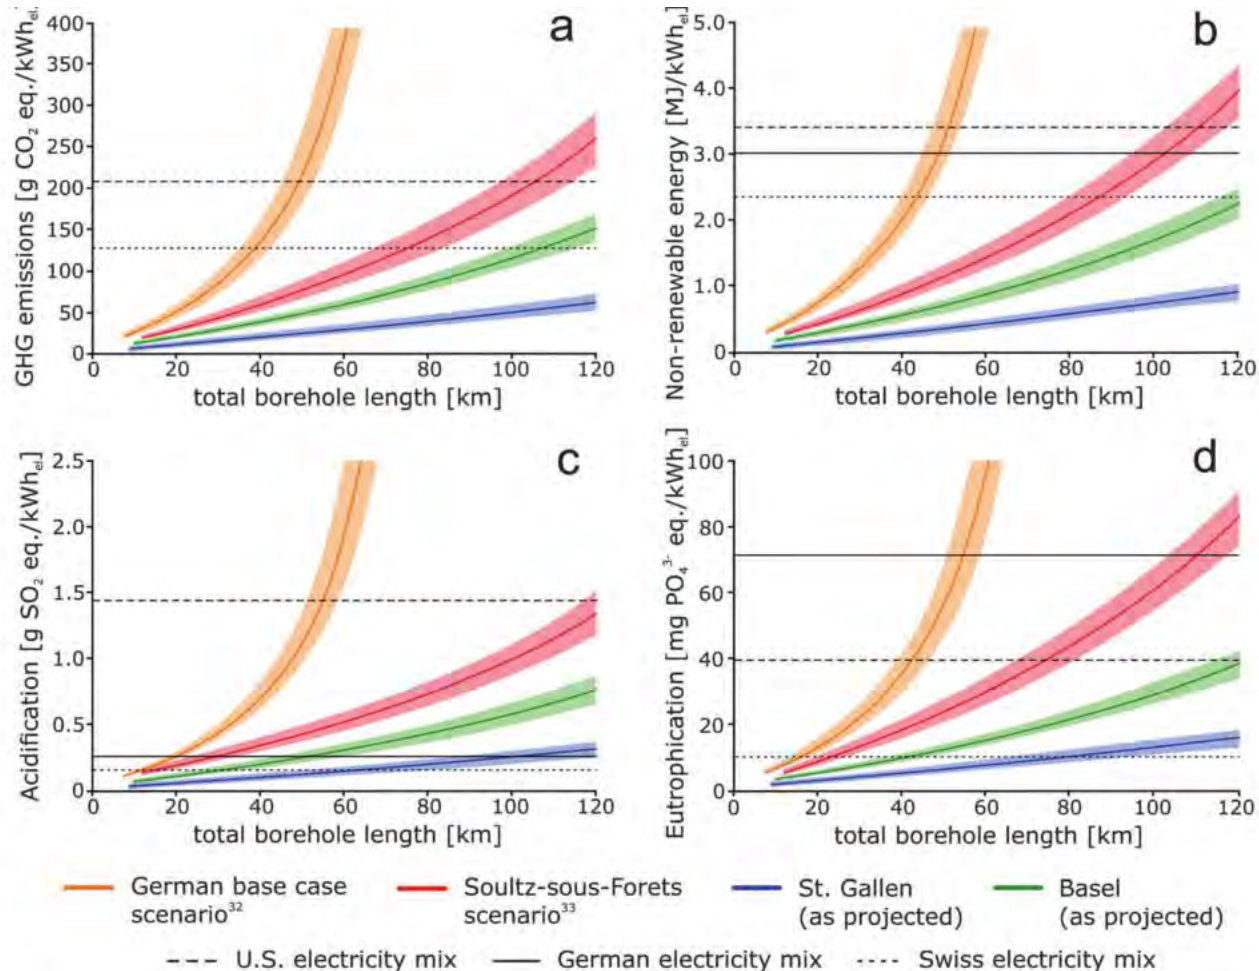 a
GHG emissions [g CO₂ eq./kWhₑₗ.]
400
350
300
250
200
150
100
50
0
0 20 40 60 80 100 120
total borehole length [km]
b
Non-renewable energy [MJ/kWhₑₗ]
5.0
4.0
3.0
2.0
1.0
0
0 20 40 60 80 100 120
total borehole length [km]
c
Acidification [g SO₂ eq./kWhₑₗ]
2.5
2.0
1.5
1.0
0.5
0
0 20 40 60 80 100 120
total borehole length [km]
d
Eutrophication [mg PO₄³⁻ eq./kWhₑₗ]
100
80
60
40
20
0
0 20 40 60 80 100 120
total borehole length [km]
German base case
scenario³²
Soultz-sous-Forets
scenario³³
St. Gallen
(as projected)
Basel
(as projected)
U.S. electricity mix
German electricity mix
Swiss electricity mix